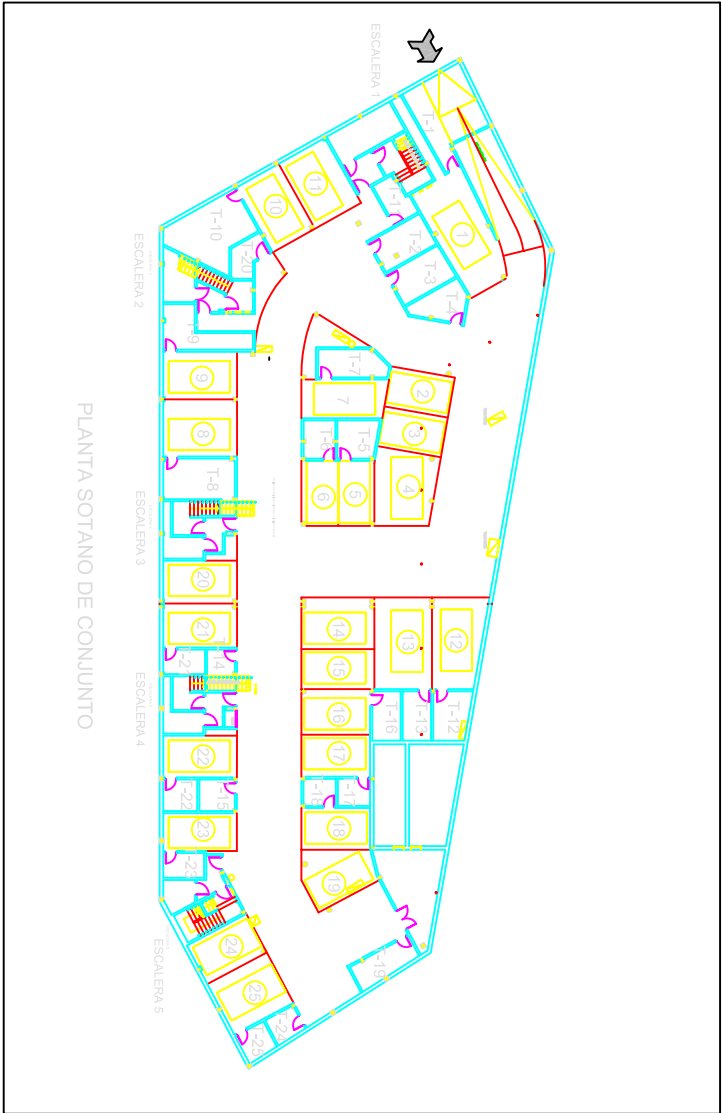 PLANTA SOTANO DE CONJUNTO
ESCALERA 1
ESCALERA 2
ESCALERA 3
ESCALERA 4
ESCALERA 5
T-1
T-11
T-2
T-3
T-4
T-10
T-20
T-9
T-7
T-6
T-5
T-8
T-21
T-14
T-16
T-13
T-12
T-22
T-15
T-18
T-17
T-23
T-19
T-24
T-25
1
2
3
4
5
6
7
8
9
10
11
12
13
14
15
16
17
18
19
20
21
22
23
24
25